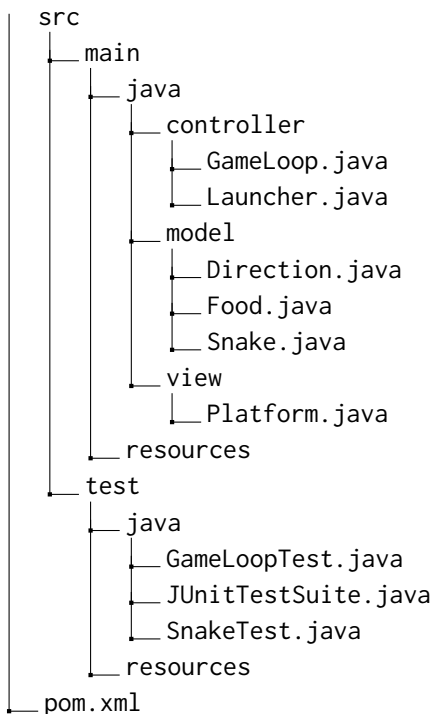 src
main
java
controller
GameLoop.java
Launcher.java
model
Direction.java
Food.java
Snake.java
view
Platform.java
resources
test
java
GameLoopTest.java
JUnitTestSuite.java
SnakeTest.java
resources
pom.xml